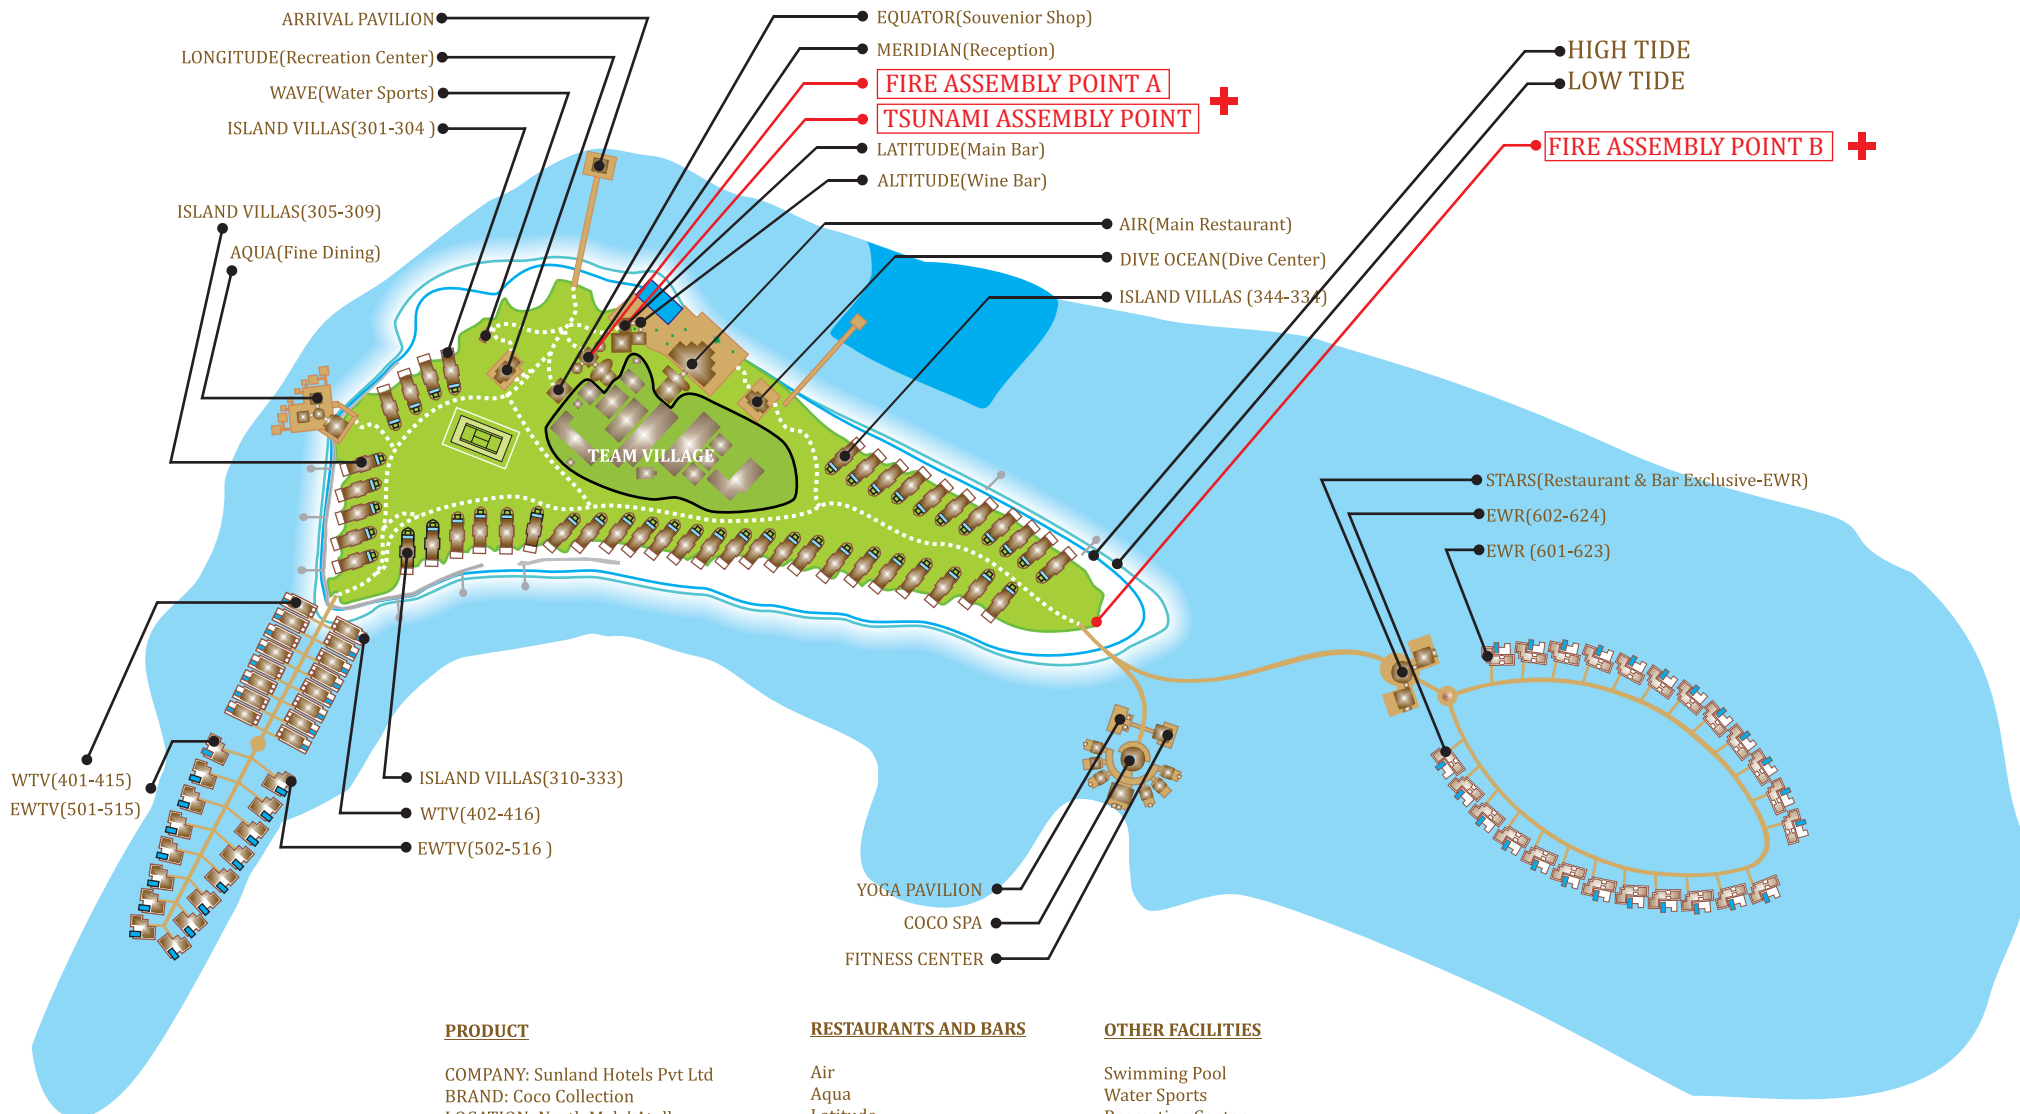 ARRIVAL PAVILION
LONGITUDE(Recreation Center)
WAVE(Water Sports)
ISLAND VILLAS(301-304 )
ISLAND VILLAS(305-309)
AQUA(Fine Dining)
EQUATOR(Souvenior Shop)
MERIDIAN(Reception)
FIRE ASSEMBLY POINT A
TSUNAMI ASSEMBLY POINT
LATITUDE(Main Bar)
ALTITUDE(Wine Bar)
AIR(Main Restaurant)
DIVE OCEAN(Dive Center)
ISLAND VILLAS (344-334)
HIGH TIDE
LOW TIDE
FIRE ASSEMBLY POINT B
TEAM VILLAGE
STARS(Restaurant & Bar Exclusive-EWR)
EWR(602-624)
EWR (601-623)
WTV(401-415)
EWTV(501-515)
ISLAND VILLAS(310-333)
WTV(402-416)
EWTV(502-516 )
YOGA PAVILION
COCO SPA
FITNESS CENTER
PRODUCT
COMPANY: Sunland Hotels Pvt Ltd
BRAND: Coco Collection
LOCATION: North Male' Atoll
RESTAURANTS AND BARS
Air
Aqua
Latitude
OTHER FACILITIES
Swimming Pool
Water Sports